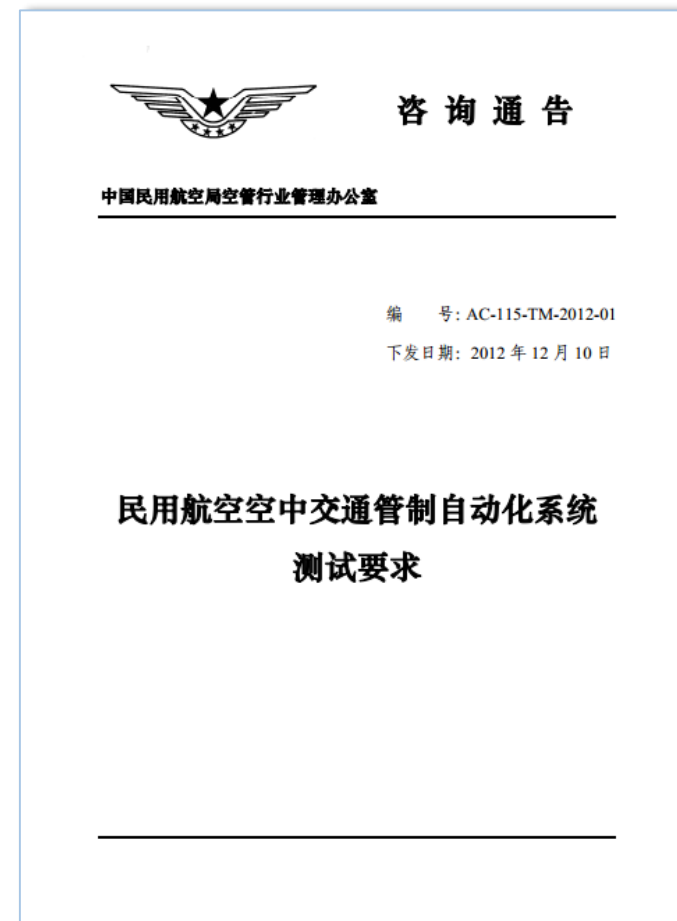 咨询通告
中国民用航空局空管行业管理办公室
编 号：AC-115-TM-2012-01
下发日期：2012 年 12 月 10 日
民用航空空中交通管制自动化系统
测试要求